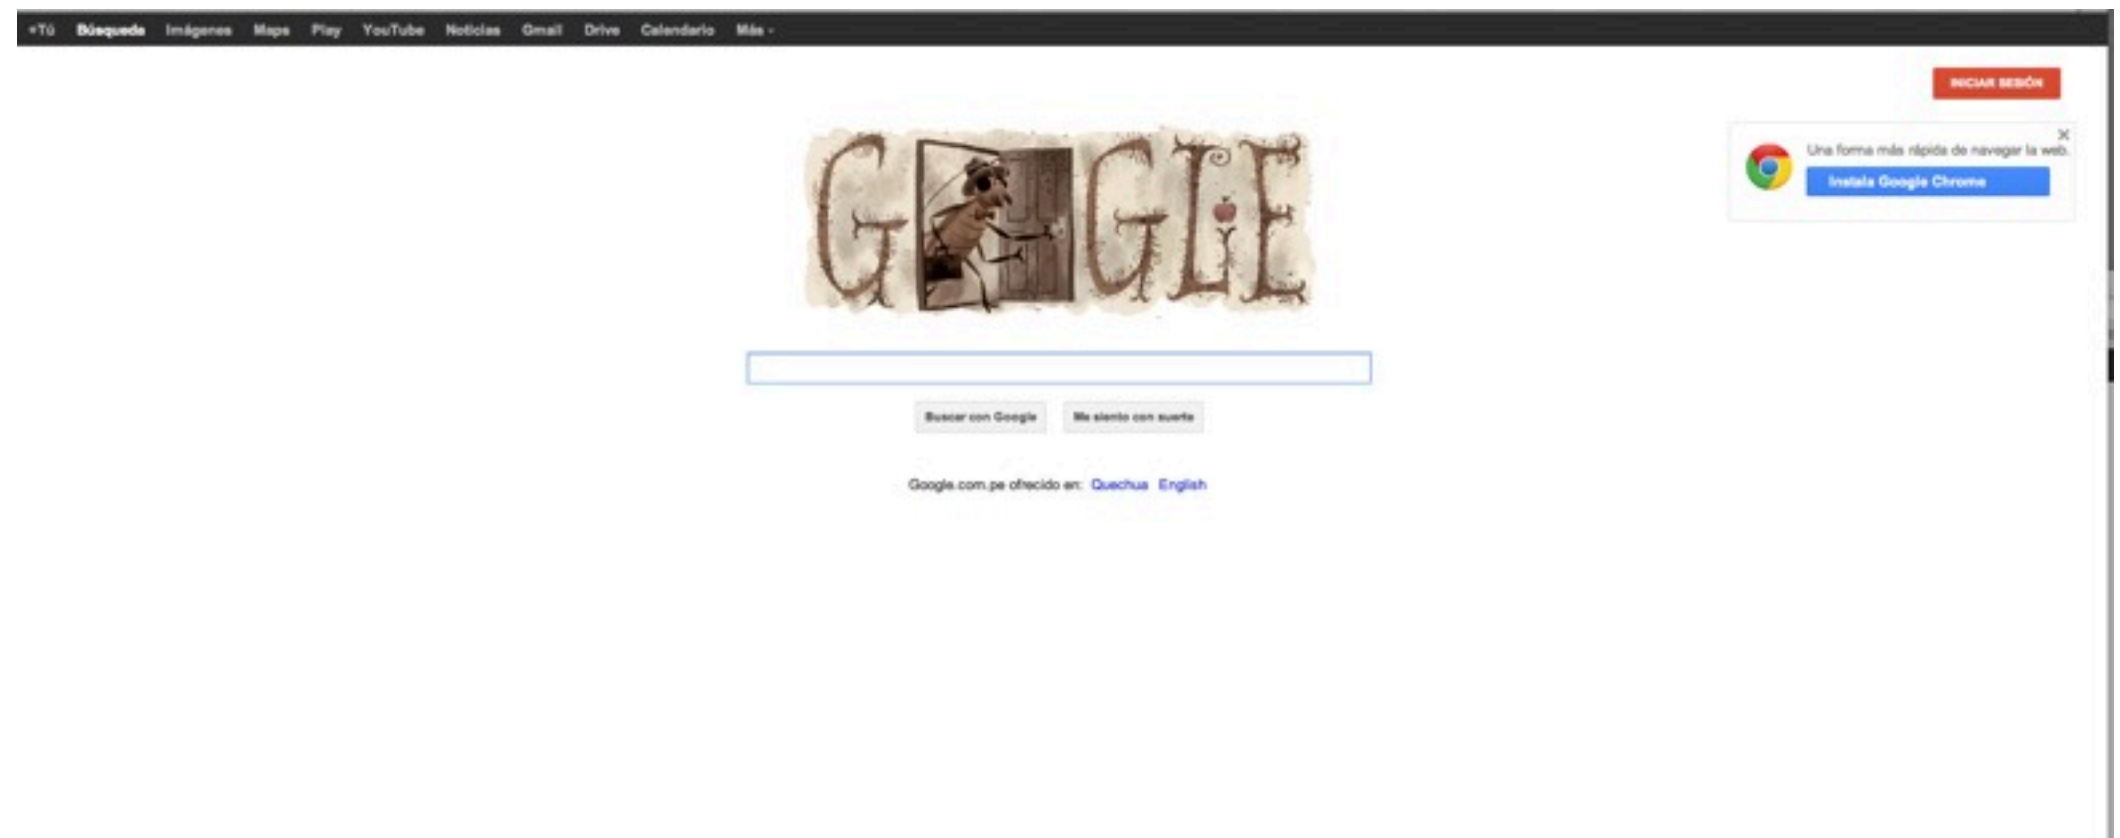 +Tú Búsqueda Imágenes Maps Play YouTube Noticias Gmail Drive Calendario Más
INICIAR SESIÓN
GOOGLE
Una forma más rápida de navegar la web.
Instala Google Chrome
Buscar con Google Me siento con suerte
Google.com.pe ofrecido en: Quechua English